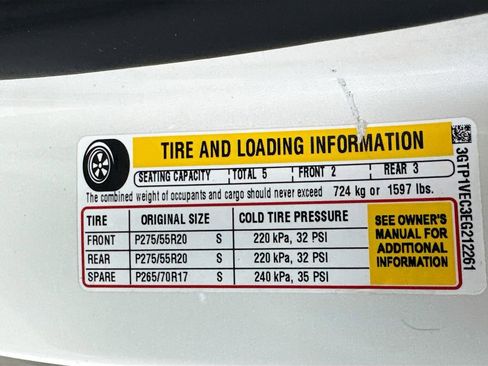 TIRE AND LOADING INFORMATION
SEATING CAPACITY TOTAL 5 FRONT 2 REAR 3
The combined weight of occupants and cargo should never exceed 724 kg or 1597 lbs.
TIRE ORIGINAL SIZE COLD TIRE PRESSURE
FRONT P275/55R20 S 220 kPa, 32 PSI
REAR P275/55R20 S 220 kPa, 32 PSI
SPARE P265/70R17 S 240 kPa, 35 PSI
SEE OWNER'S
MANUAL FOR
ADDITIONAL
INFORMATION
3GTP1VEC3EG212261